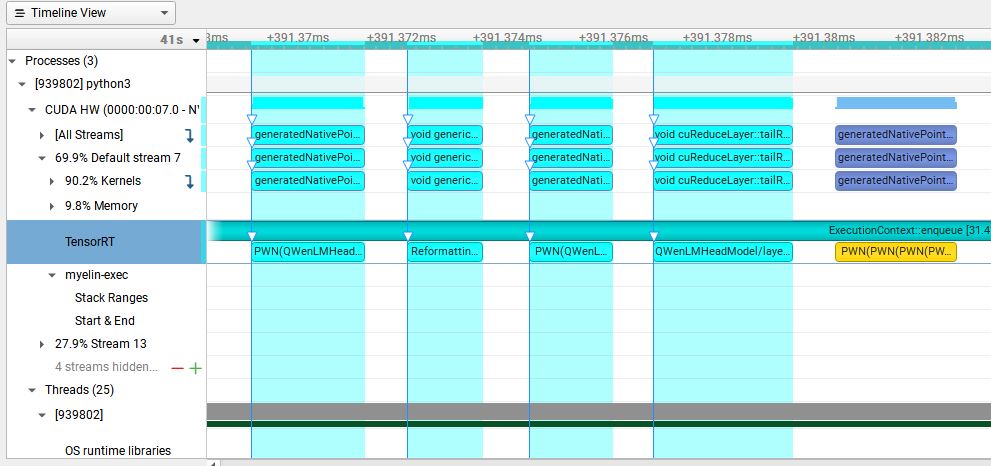 Timeline View
41s
3ms +391.37ms +391.372ms +391.374ms +391.376ms +391.378ms +391.38ms +391.382ms
Processes (3)
[939802] python3
CUDA HW (0000:00:07.0 - N\
[All Streams] generatedNativePoi... void generic... generatedNati... void cuReduceLayer::tailR... generatedNativePoint...
69.9% Default stream 7 generatedNativePoi... void generic... generatedNati... void cuReduceLayer::tailR... generatedNativePoint...
90.2% Kernels generatedNativePoi... void generic... generatedNati... void cuReduceLayer::tailR... generatedNativePoint...
9.8% Memory
ExecutionContext::enqueue [31.4
TensorRT
PWN(QWenLMHead... Reformattin... PWN(QWenL... QWenLMHeadModel/laye... PWN(PWN(PWN(PW...
myelin-exec
Stack Ranges
Start & End
27.9% Stream 13
4 streams hidden...
Threads (25)
[939802]
OS runtime libraries